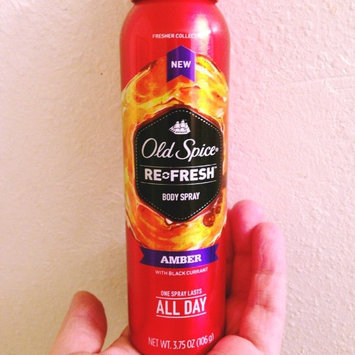 FRESHER COLLECTION
NEW
Old Spice®
RE FRESH™
BODY SPRAY
AMBER
WITH BLACK CURRANT
ONE SPRAY LASTS
ALL DAY
NET WT. 3.75 OZ (106 g)